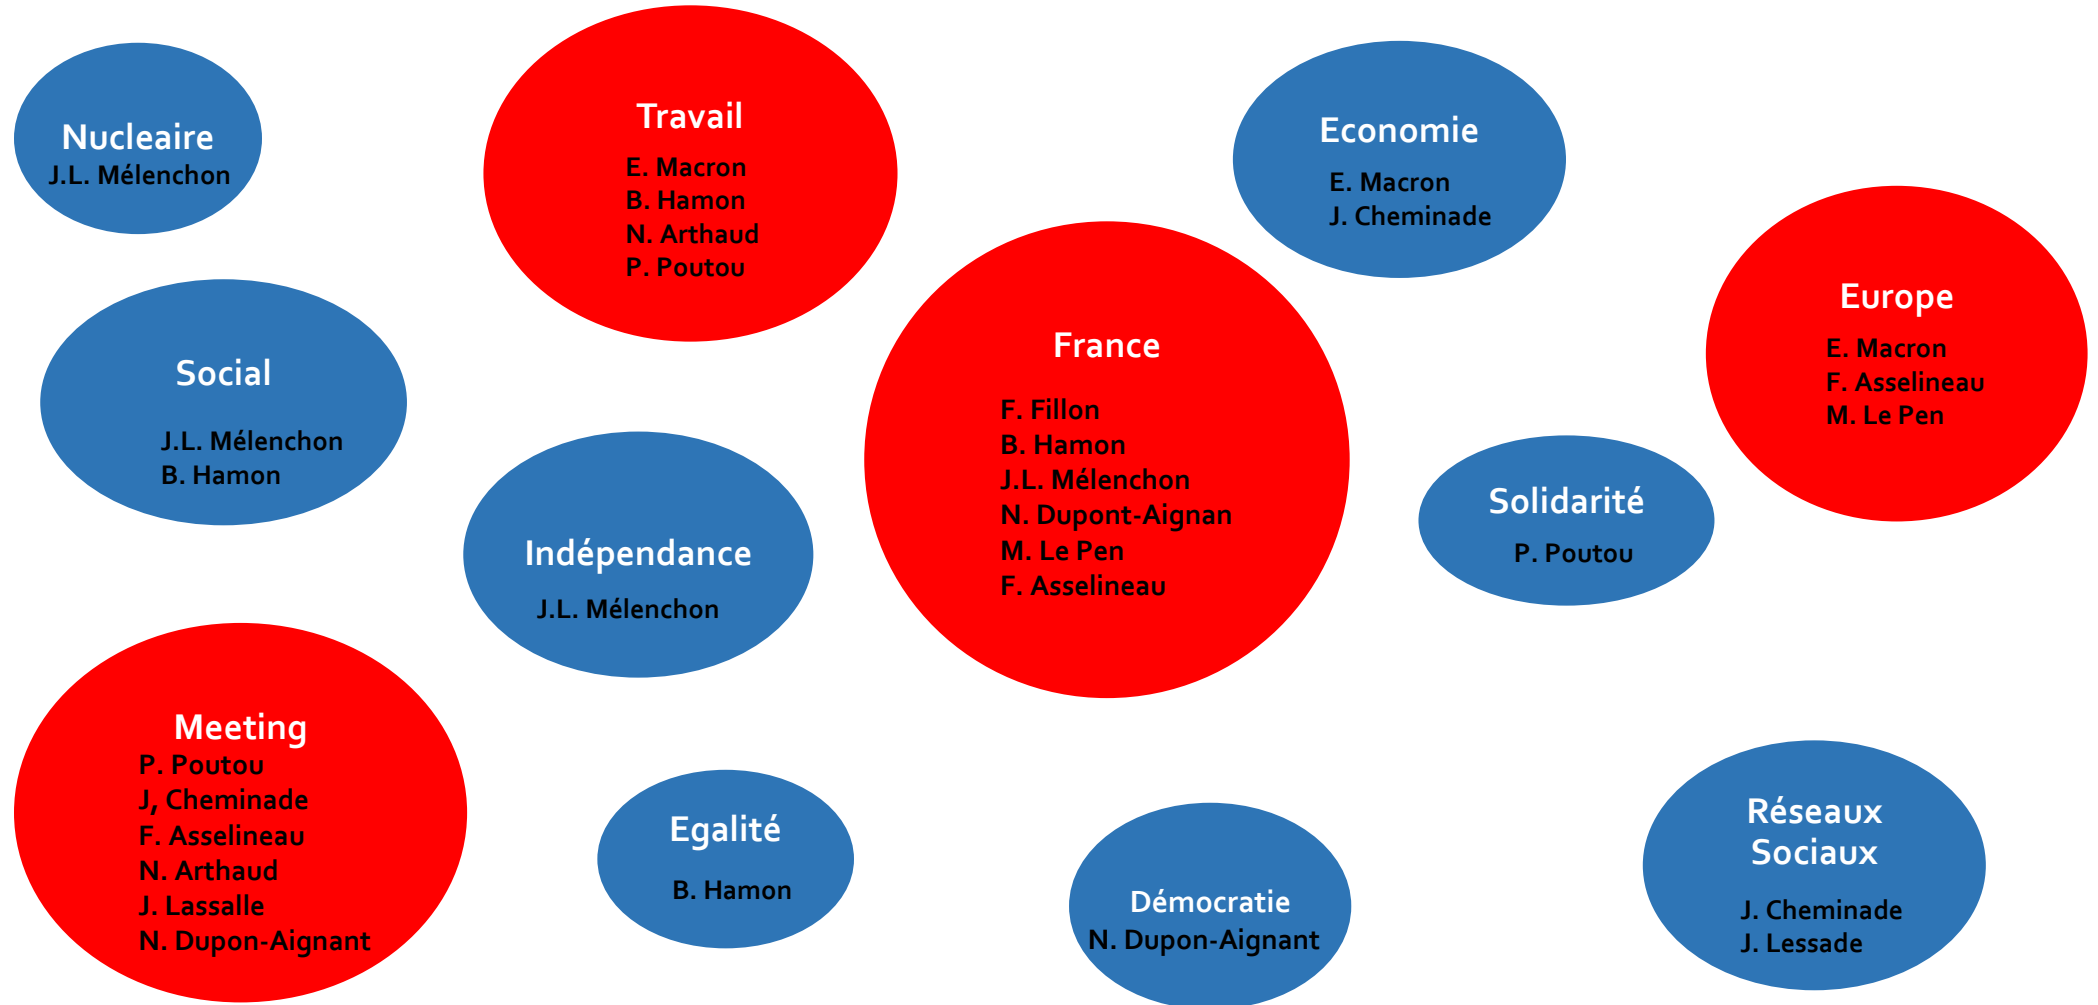 Nucleaire
J.L. Mélenchon
Travail
E. Macron
B. Hamon
N. Arthaud
P. Poutou
Economie
E. Macron
J. Cheminade
Europe
E. Macron
F. Asselineau
M. Le Pen
Social
J.L. Mélenchon
B. Hamon
France
F. Fillon
B. Hamon
J.L. Mélenchon
N. Dupont-Aignan
M. Le Pen
F. Asselineau
Indépendance
J.L. Mélenchon
Solidarité
P. Poutou
Meeting
P. Poutou
J, Cheminade
F. Asselineau
N. Arthaud
J. Lassalle
N. Dupon-Aignant
Egalité
B. Hamon
Démocratie
N. Dupon-Aignant
Réseaux
Sociaux
J. Cheminade
J. Lessade